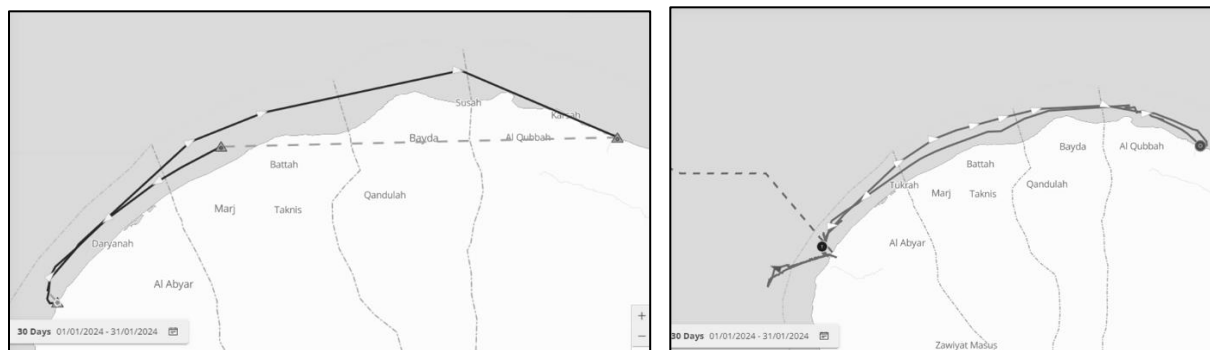 Susah
Karsah
Bayda
Al Qubbah
Battah
Qandulah
Marj
Taknis
Daryanah
Al Abyar
30 Days 01/01/2024 - 31/01/2024
+
−
Bayda
Al Qubbah
Battah
Tukrah
Marj
Taknis
Qandulah
Al Abyar
30 Days 01/01/2024 - 31/01/2024
Zawiyat Masus